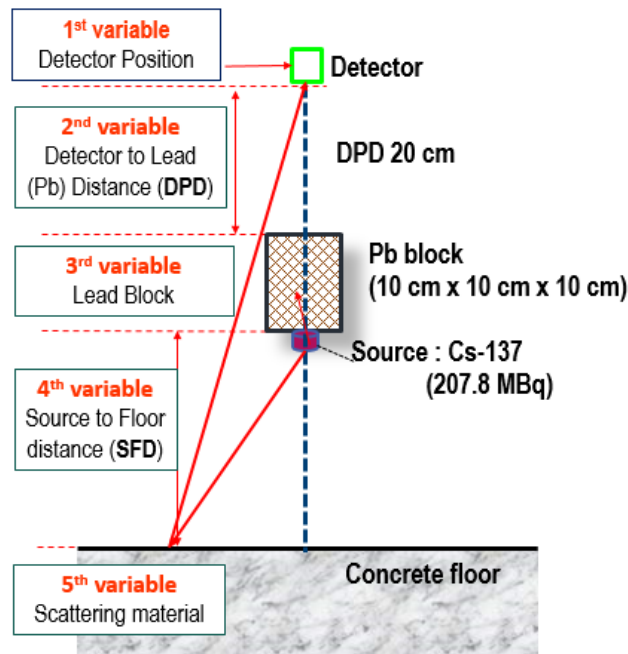 1st variable
Detector Position
Detector
2nd variable
Detector to Lead
(Pb) Distance (DPD)
DPD 20 cm
3rd variable
Lead Block
Pb block
(10 cm x 10 cm x 10 cm)
Source : Cs-137
(207.8 MBq)
4th variable
Source to Floor
distance (SFD)
5th variable
Scattering material
Concrete floor